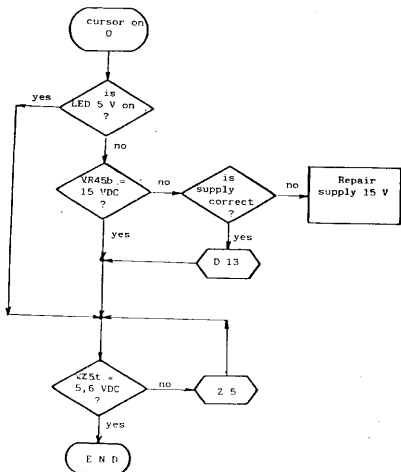 cursor on
0
is
yes
LED 5 V on
?
no
VR45b =
15 VDC
?
no
is
supply
correct
?
no
Repair
supply 15 V
yes
yes
D 13
5,6 VDC
?
no
Z 5
yes
E N D